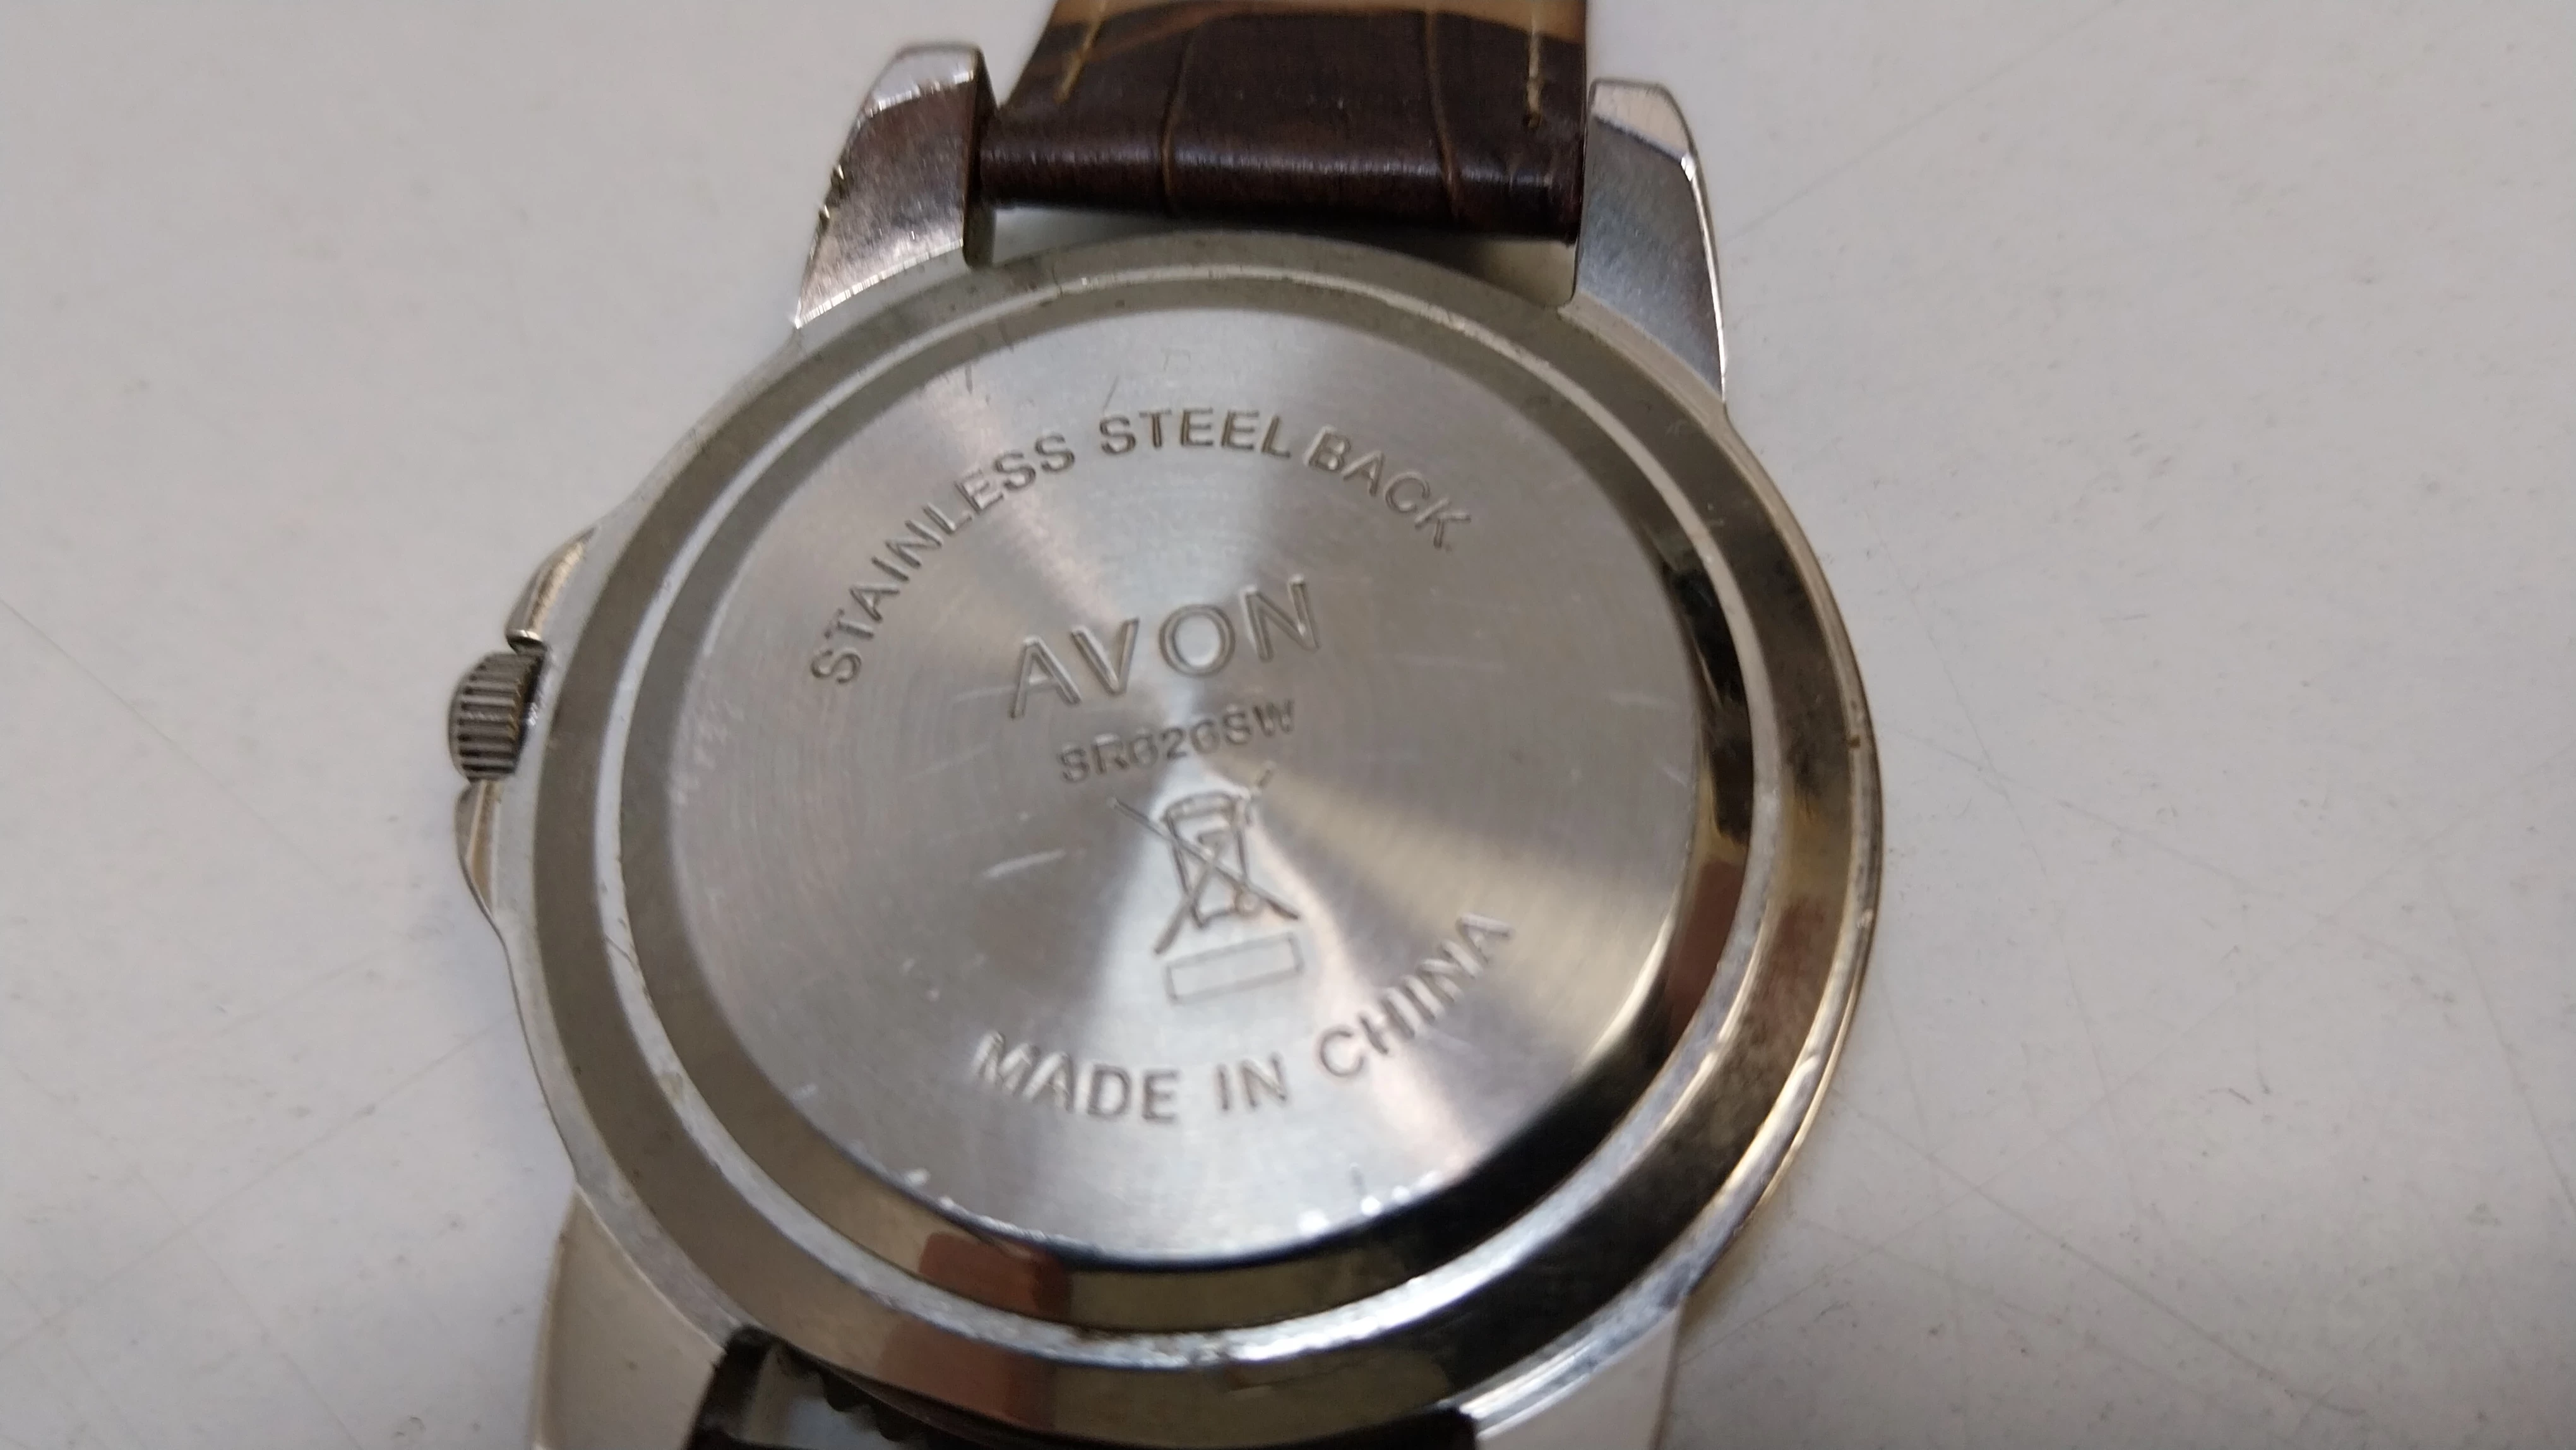 STAINLESS STEEL BACK
AVON
SR626SW
MADE IN CHINA